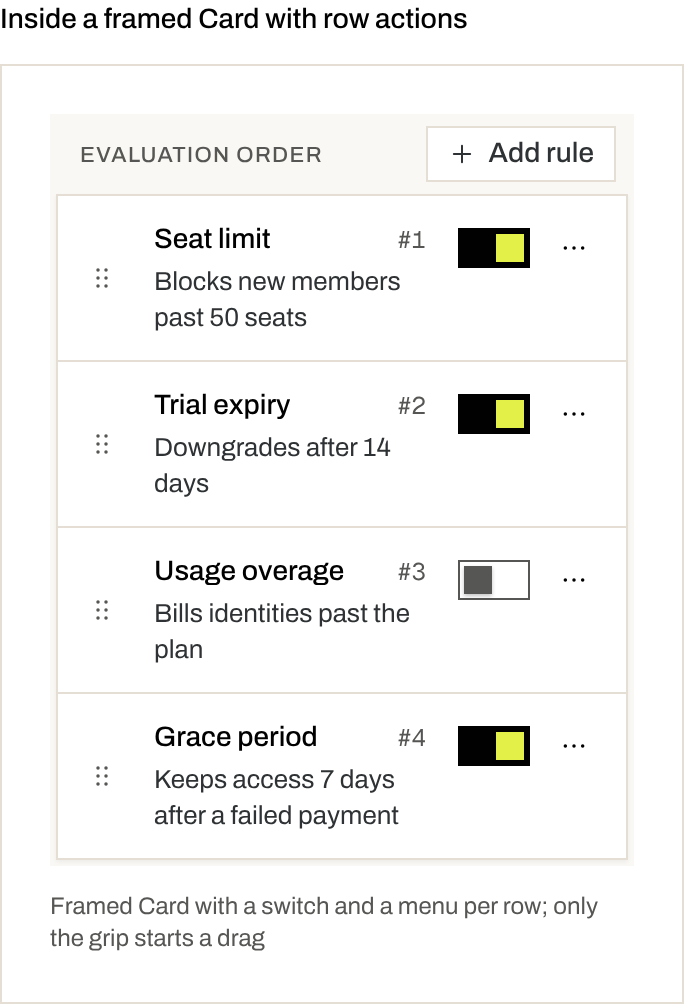 Inside a framed Card with row actions
EVALUATION ORDER
+ Add rule
Seat limit #1 ...
Blocks new members
past 50 seats
Trial expiry #2 ...
Downgrades after 14
days
Usage overage #3 ...
Bills identities past the
plan
Grace period #4 ...
Keeps access 7 days
after a failed payment
Framed Card with a switch and a menu per row; only
the grip starts a drag